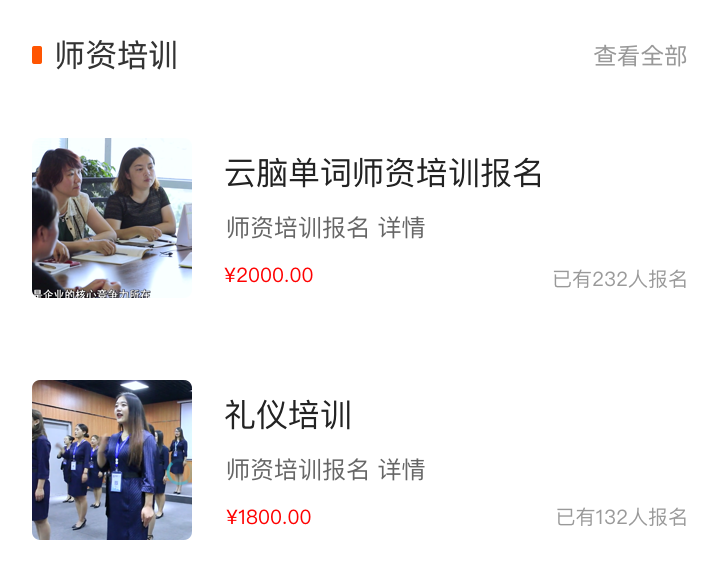 师资培训
查看全部
云脑单词师资培训报名
师资培训报名 详情
¥2000.00
已有232人报名
是企业的核心竞争力所在
礼仪培训
师资培训报名 详情
¥1800.00
已有132人报名